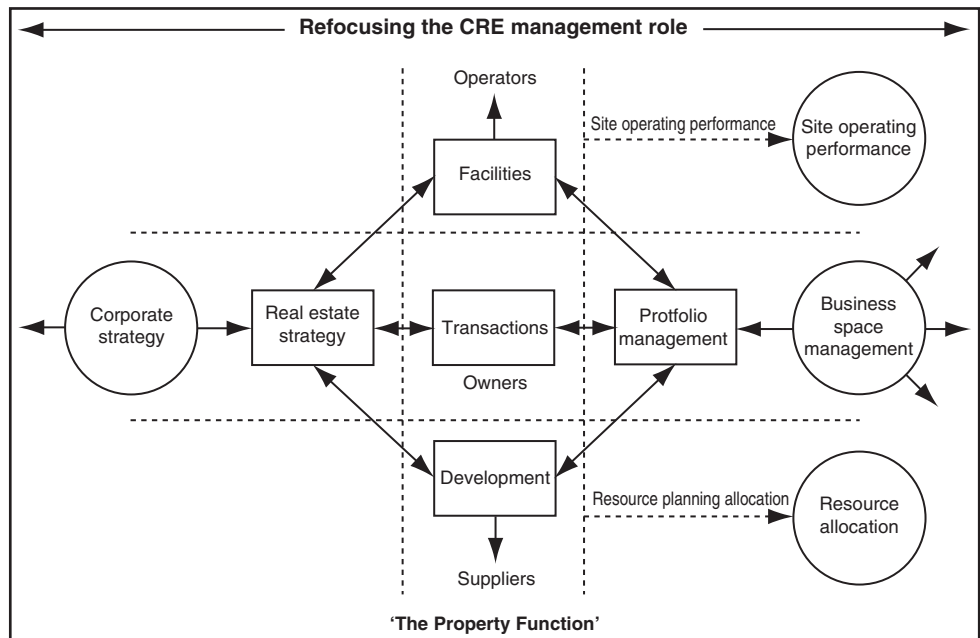 Refocusing the CRE management role
Operators
Site operating performance
Site operating
performance
Facilities
Corporate
strategy
Real estate
strategy
Transactions
Owners
Protfolio
management
Business
space
management
Development
Resource planning allocation
Resource
allocation
Suppliers
'The Property Function'